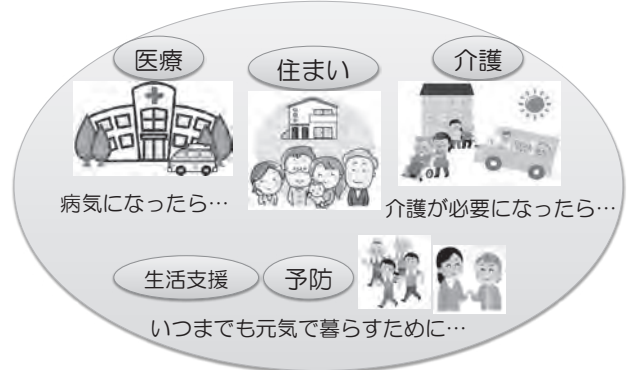 医療
住まい
介護
病気になったら…
介護が必要になったら…
生活支援
予防
いつまでも元気で暮らすために…